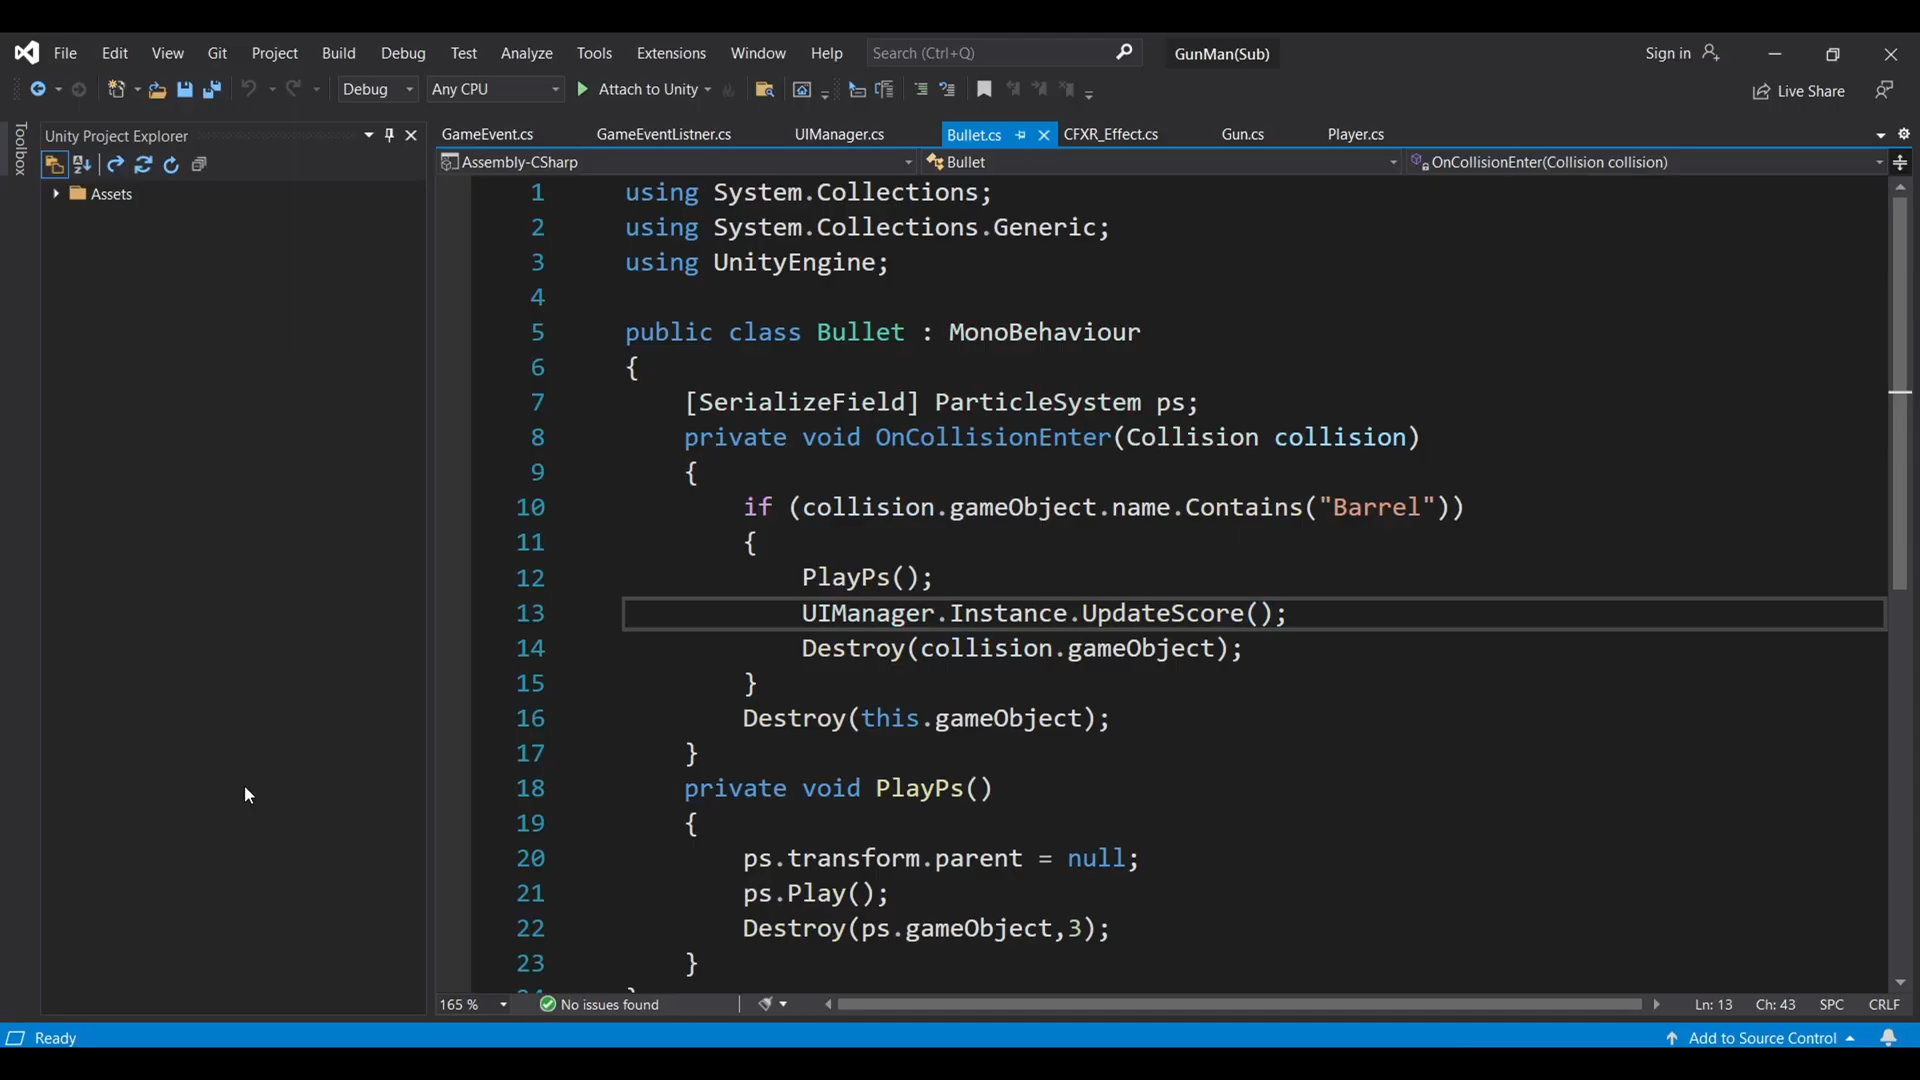 File Edit View Git Project Build Debug Test Analyze Tools Extensions Window Help Search (Ctrl+Q) GunMan(Sub) Sign in
Debug Any CPU Attach to Unity Live Share
Toolbox
Unity Project Explorer
Assets
GameEvent.cs GameEventListner.cs UIManager.cs Bullet.cs CFXR_Effect.cs Gun.cs Player.cs
Assembly-CSharp Bullet OnCollisionEnter(Collision collision)
1 using System.Collections;
2 using System.Collections.Generic;
3 using UnityEngine;
4
5 public class Bullet : MonoBehaviour
6 {
7 [SerializeField] ParticleSystem ps;
8 private void OnCollisionEnter(Collision collision)
9 {
10 if (collision.gameObject.name.Contains("Barrel"))
11 {
12 PlayPs();
13 UIManager.Instance.UpdateScore();
14 Destroy(collision.gameObject);
15 }
16 Destroy(this.gameObject);
17 }
18 private void PlayPs()
19 {
20 ps.transform.parent = null;
21 ps.Play();
22 Destroy(ps.gameObject,3);
23 }
165 % No issues found Ln: 13 Ch: 43 SPC CRLF
Ready Add to Source Control